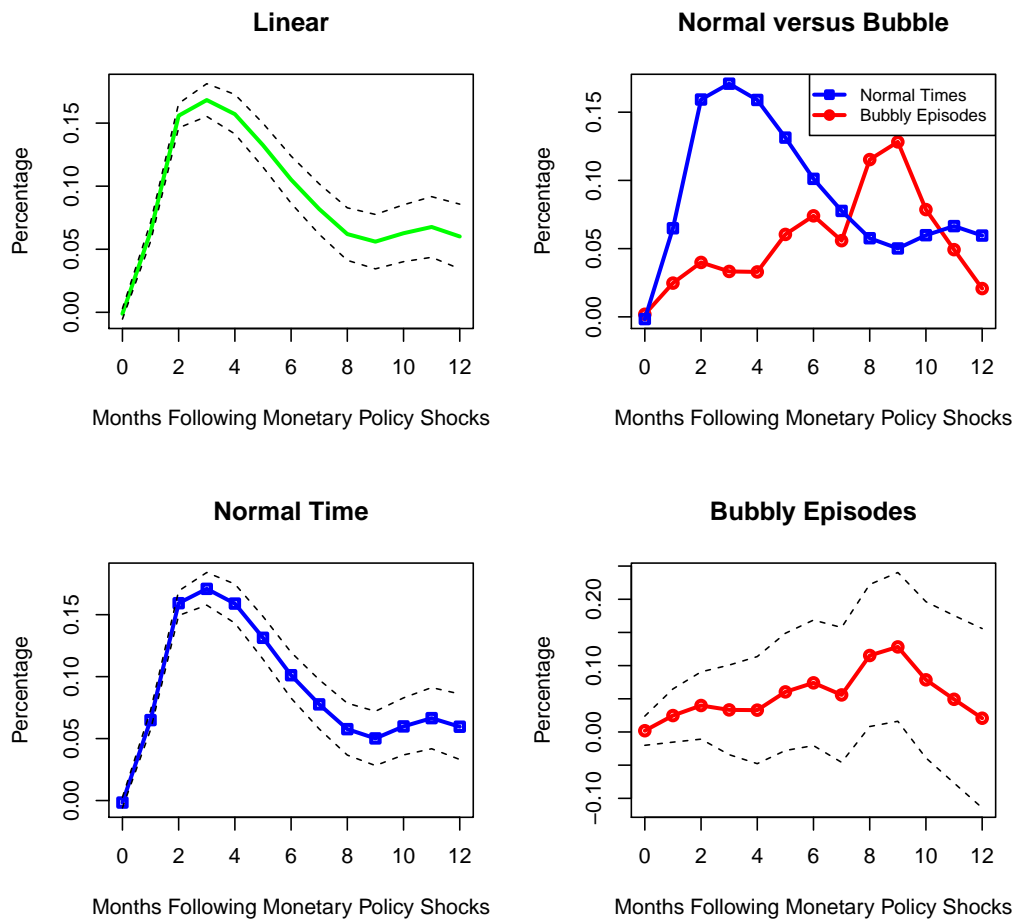 Linear
Percentage
0.00 0.05 0.10 0.15
0 2 4 6 8 10 12
Months Following Monetary Policy Shocks
Normal versus Bubble
Percentage
0.00 0.05 0.10 0.15
Normal Times
Bubbly Episodes
0 2 4 6 8 10 12
Months Following Monetary Policy Shocks
Normal Time
Percentage
0.00 0.05 0.10 0.15
0 2 4 6 8 10 12
Months Following Monetary Policy Shocks
Bubbly Episodes
Percentage
−0.10 0.00 0.10 0.20
0 2 4 6 8 10 12
Months Following Monetary Policy Shocks